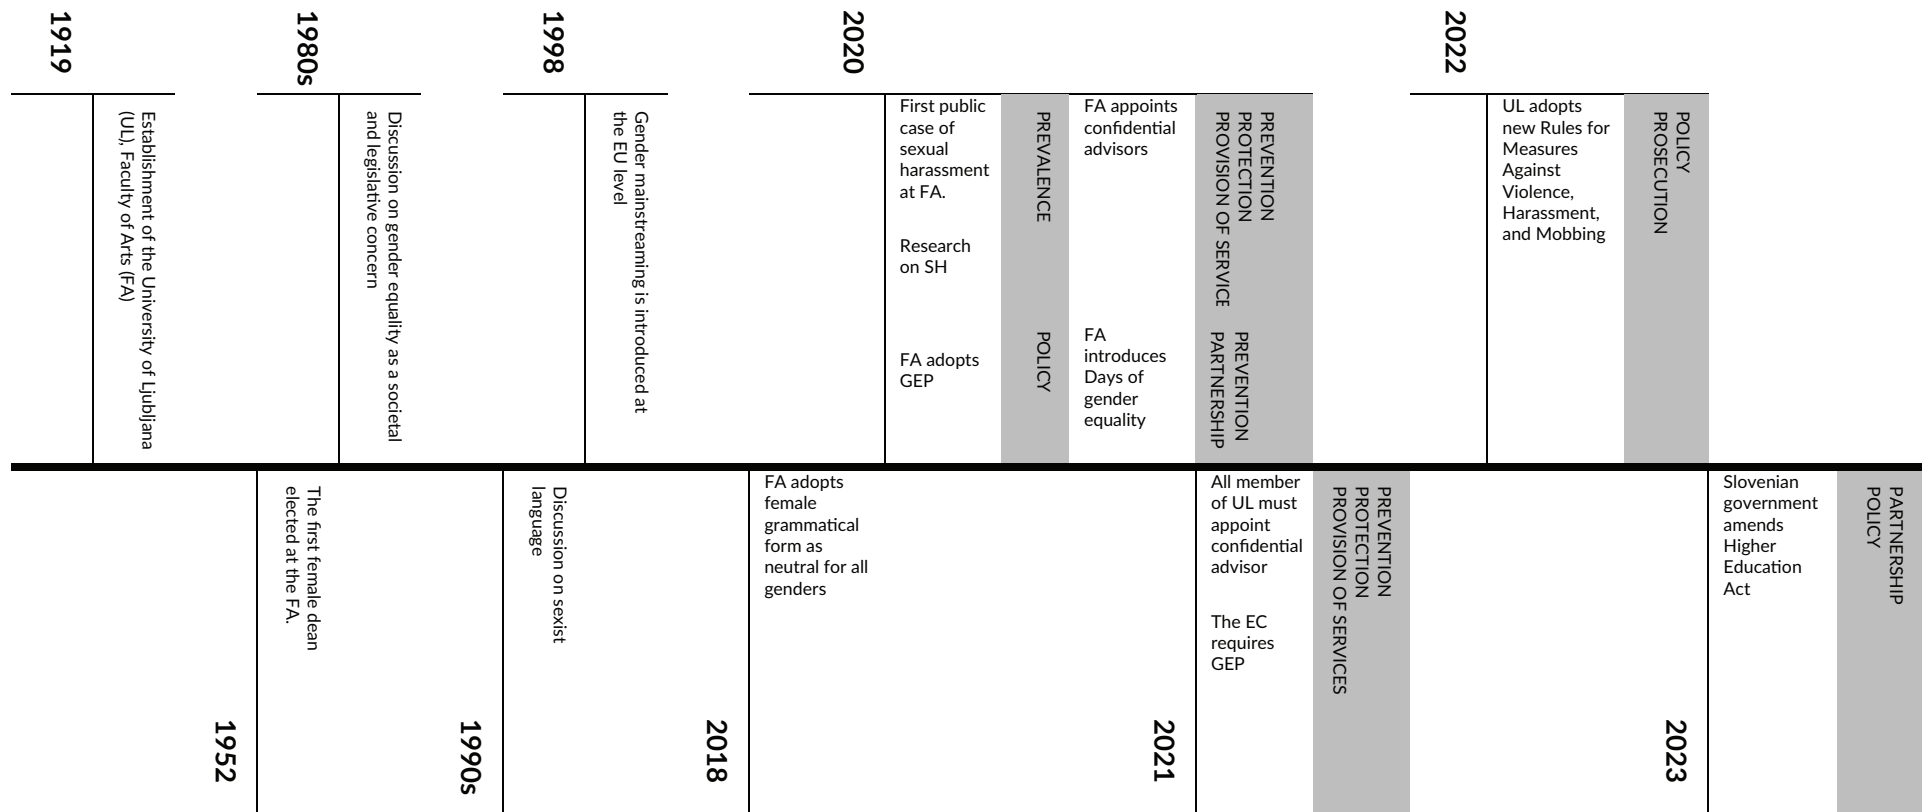 1919
Establishment of the University of Ljubljana
(UL), Faculty of Arts (FA)
1980s
Discussion on gender equality as a societal
and legislative concern
1998
Gender mainstreaming is introduced at
the EU level
2020
First public
case of
sexual
harassment
at FA.
Research
on SH
PREVALENCE
FA adopts
GEP
POLICY
FA appoints
confidential
advisors
PREVENTION
PROTECTION
PROVISION OF SERVICE
FA
introduces
Days of
gender
equality
PREVENTION
PARTNERSHIP
2022
UL adopts
new Rules for
Measures
Against
Violence,
Harassment,
and Mobbing
POLICY
PROSECUTION
1952
The first female dean
elected at the FA.
1990s
Discussion on sexist
language
2018
FA adopts
female
grammatical
form as
neutral for all
genders
2021
All member
of UL must
appoint
confidential
advisor
The EC
requires
GEP
PREVENTION
PROTECTION
PROVISION OF SERVICES
2023
Slovenian
government
amends
Higher
Education
Act
PARTNERSHIP
POLICY